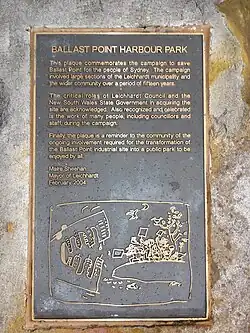 BALLAST POINT HARBOUR PARK
This plaque commemorates the campaign to save
Ballast Point for the people of Sydney. The campaign
involved large sections of the Leichhardt municipality and
the wider community over a period of fifteen years.
The critical roles of Leichhardt Council and the
New South Wales State Government in acquiring the
site are acknowledged. Also recognized and celebrated
is the work of many people, including councillors and
staff, during the campaign.
Finally, the plaque is a reminder to the community of the
ongoing involvement required for the transformation of
the Ballast Point industrial site into a public park to be
enjoyed by all.
Maire Sheehan
Mayor of Leichhardt
February, 2004